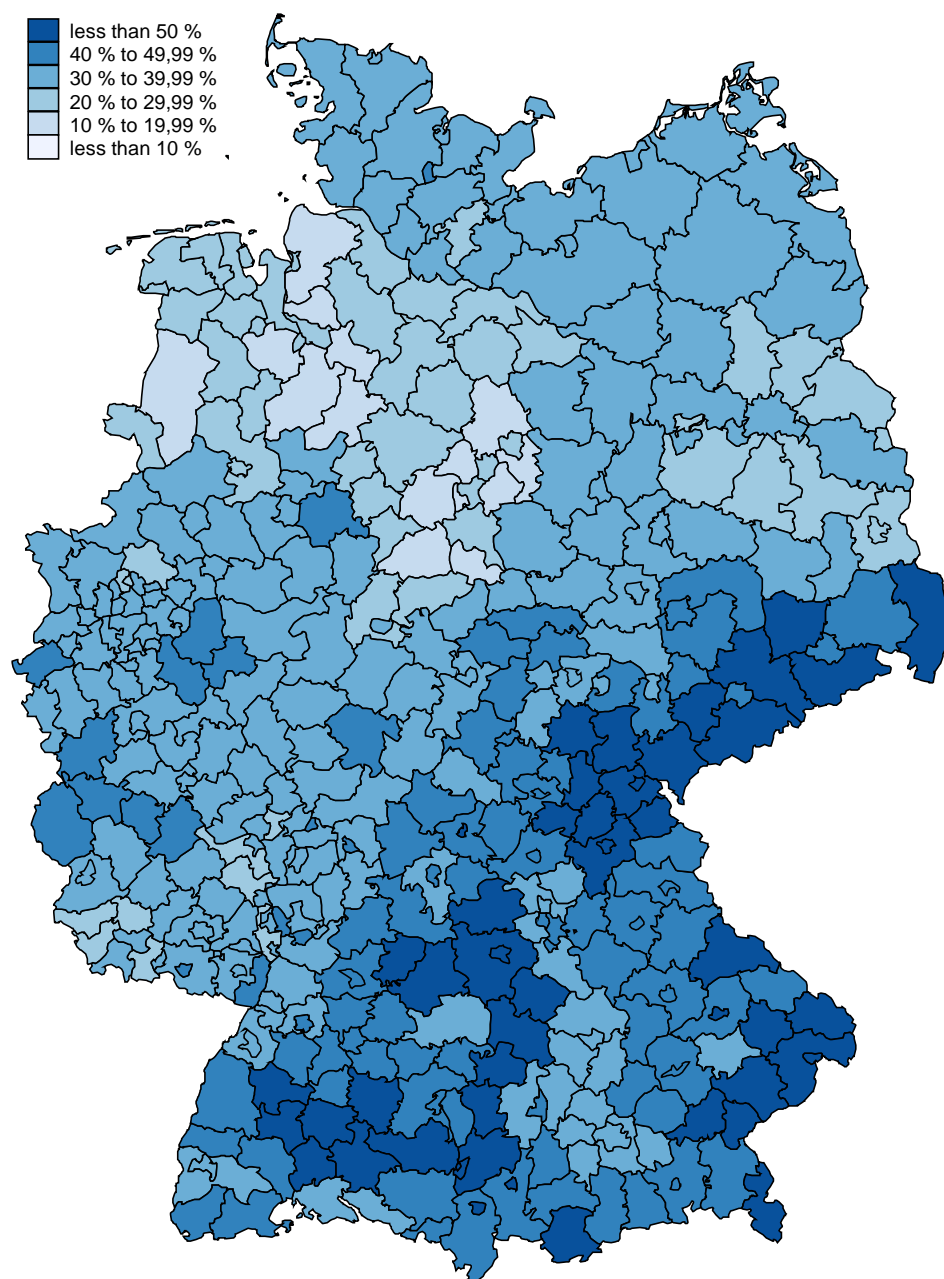 less than 50 %
40 % to 49,99 %
30 % to 39,99 %
20 % to 29,99 %
10 % to 19,99 %
less than 10 %